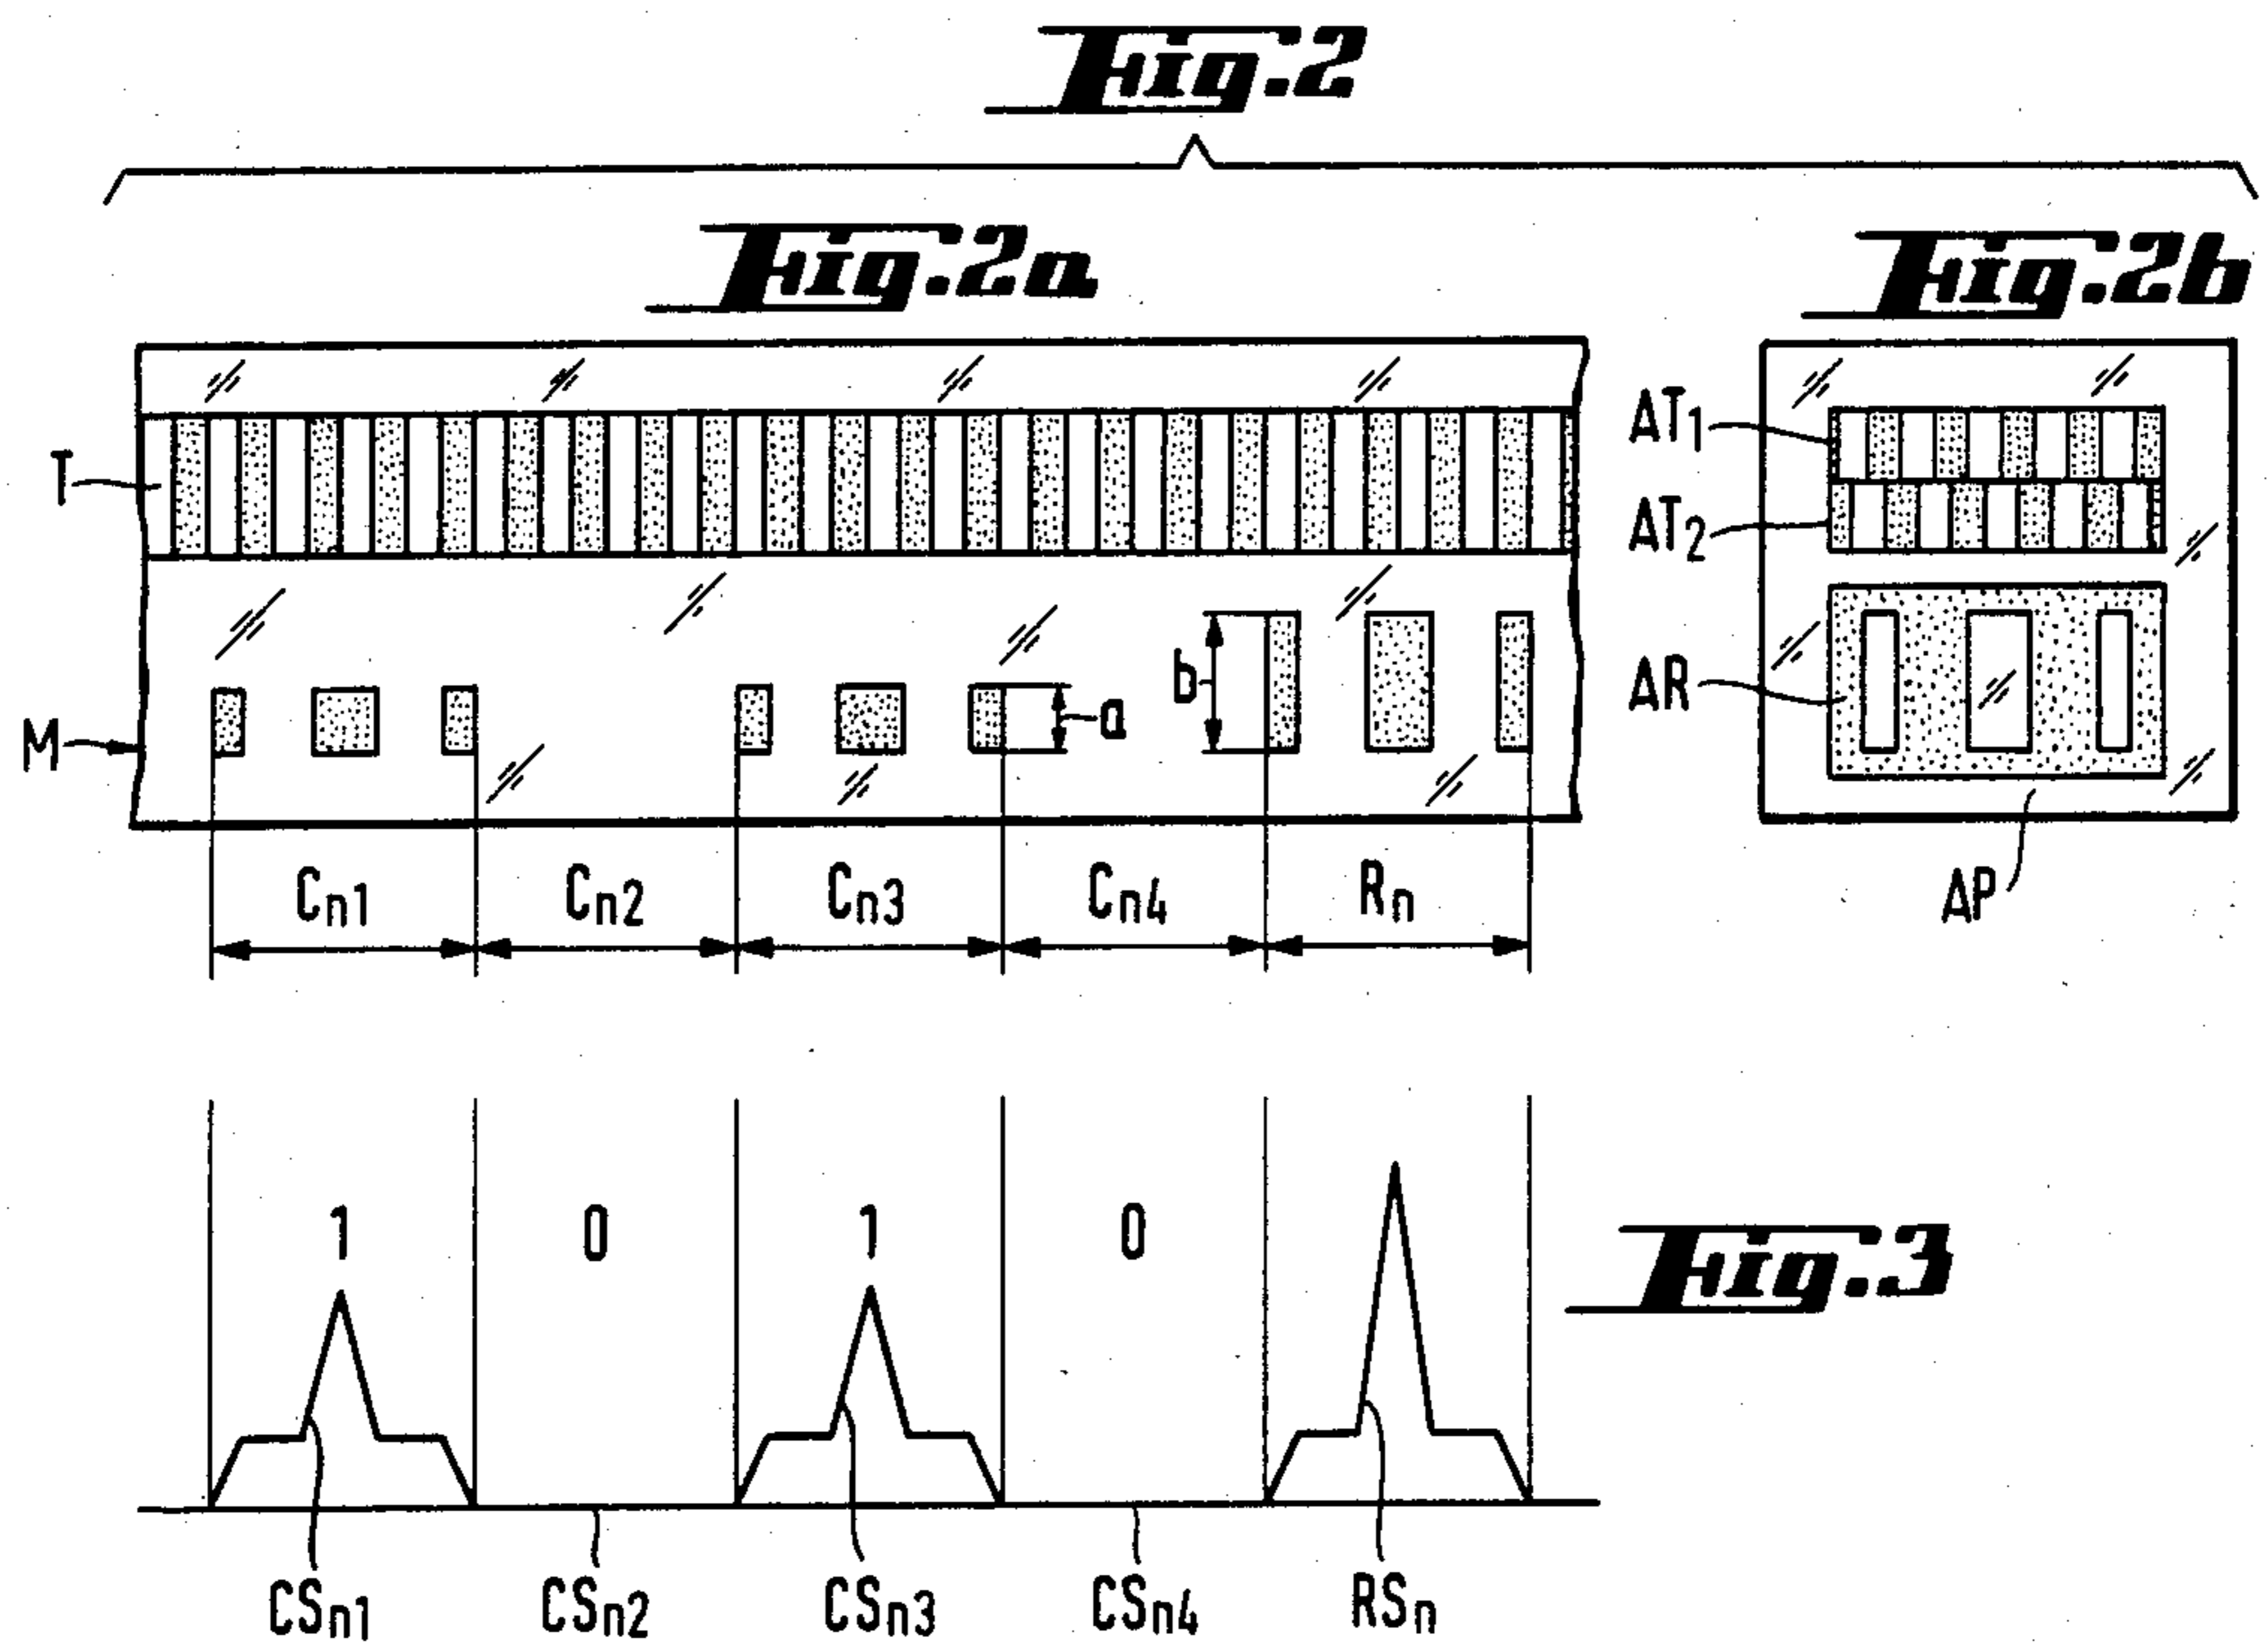 Fig.2
Fig.2a Fig.2b
T
AT1
AT2
b
a
M
AR
Cn1 Cn2 Cn3 Cn4 Rn
AP
1 0 1 0
Fig.3
CSn1 CSn2 CSn3 CSn4 RSn